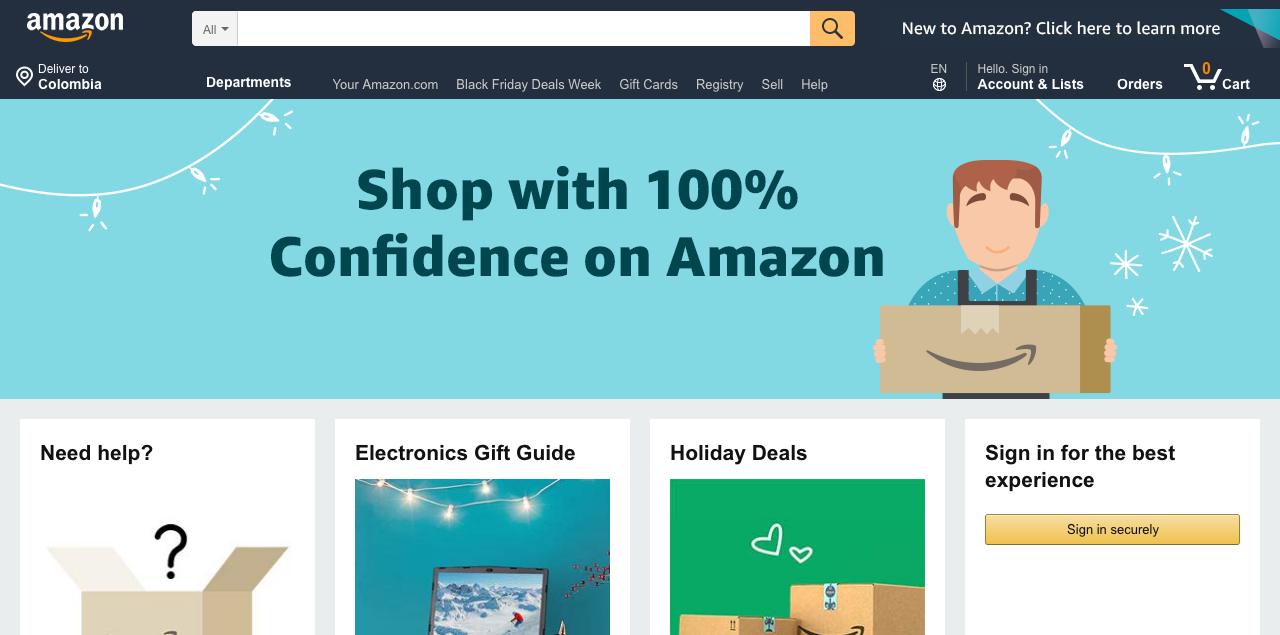 amazon
All
New to Amazon? Click here to learn more
Deliver to
Colombia
Departments
Your Amazon.com Black Friday Deals Week Gift Cards Registry Sell Help
EN
Hello. Sign in
Account & Lists
Orders
0
Cart
Shop with 100%
Confidence on Amazon
Need help?
?
Electronics Gift Guide
Holiday Deals
Sign in for the best
experience
Sign in securely